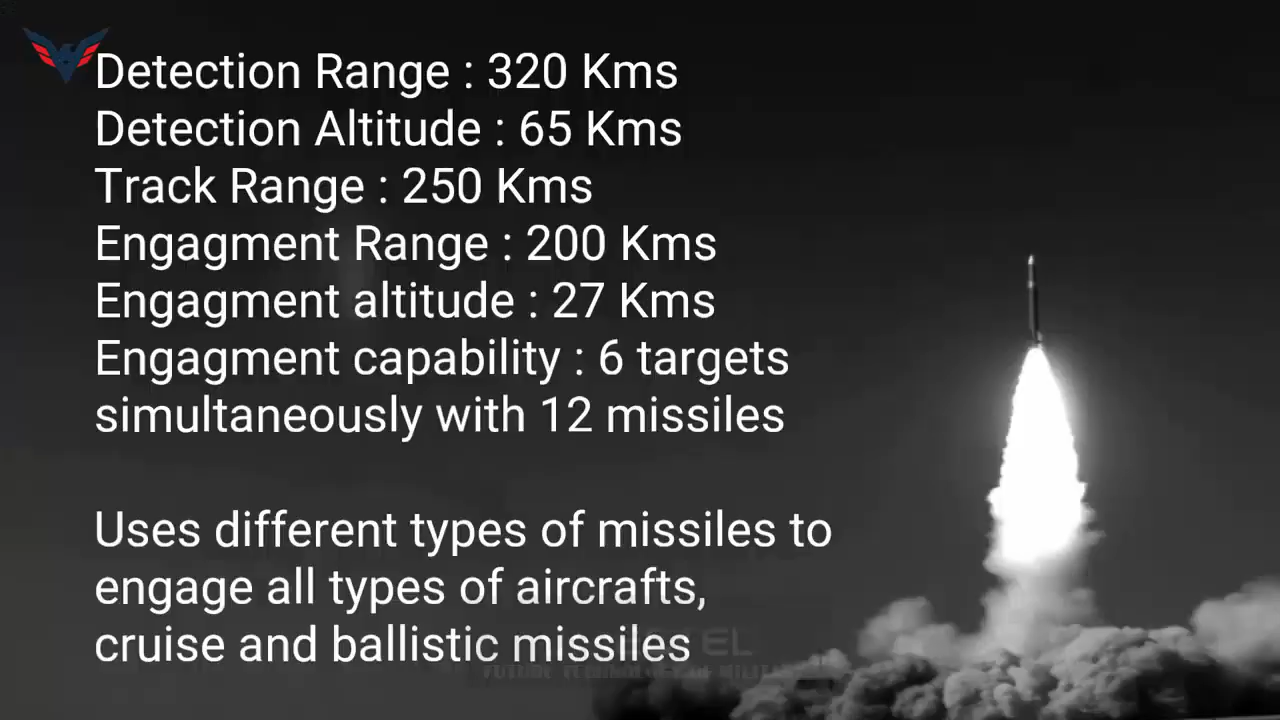 Detection Range : 320 Kms
Detection Altitude : 65 Kms
Track Range : 250 Kms
Engagment Range : 200 Kms
Engagment altitude : 27 Kms
Engagment capability : 6 targets
simultaneously with 12 missiles
Uses different types of missiles to
engage all types of aircrafts,
cruise and ballistic missiles